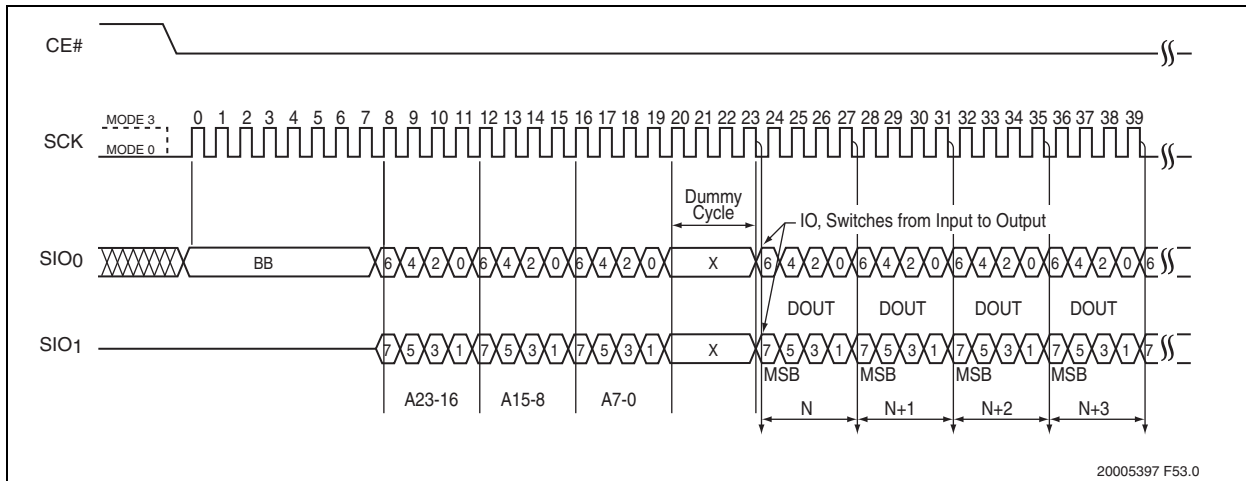 CE#
MODE 3
0 1 2 3 4 5 6 7 8 9 10 11 12 13 14 15 16 17 18 19 20 21 22 23 24 25 26 27 28 29 30 31 32 33 34 35 36 37 38 39
SCK
MODE 0
Dummy
Cycle
IO, Switches from Input to Output
SIO0
BB
6 4 2 0 6 4 2 0 6 4 2 0 X 6 4 2 0 6 4 2 0 6 4 2 0 6 4 2 0 6
DOUT DOUT DOUT DOUT
SIO1
7 5 3 1 7 5 3 1 7 5 3 1 X 7 5 3 1 7 5 3 1 7 5 3 1 7 5 3 1 7
MSB MSB MSB MSB
A23-16 A15-8 A7-0
N N+1 N+2 N+3
20005397 F53.0